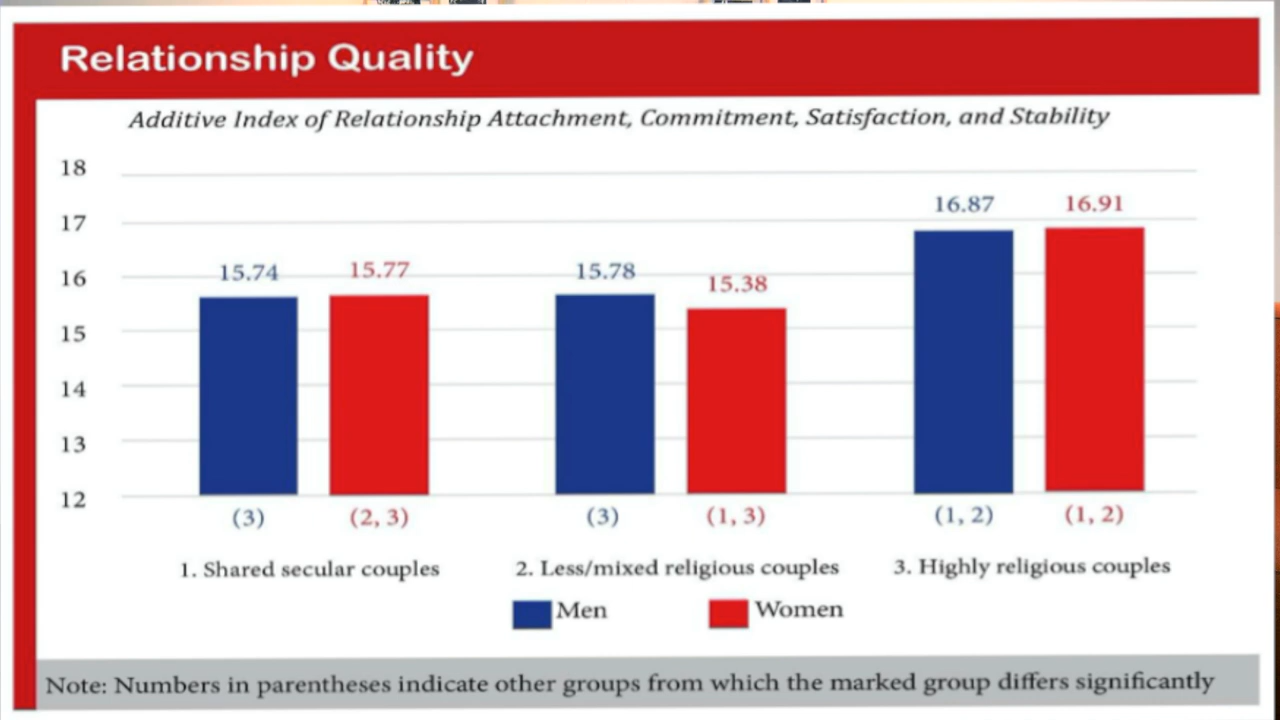 Relationship Quality
Additive Index of Relationship Attachment, Commitment, Satisfaction, and Stability
18
17
16
15
14
13
12
15.74
15.77
15.78
15.38
16.87
16.91
(3)
(2, 3)
(3)
(1, 3)
(1, 2)
(1, 2)
1. Shared secular couples
2. Less/mixed religious couples
3. Highly religious couples
Men
Women
Note: Numbers in parentheses indicate other groups from which the marked group differs significantly